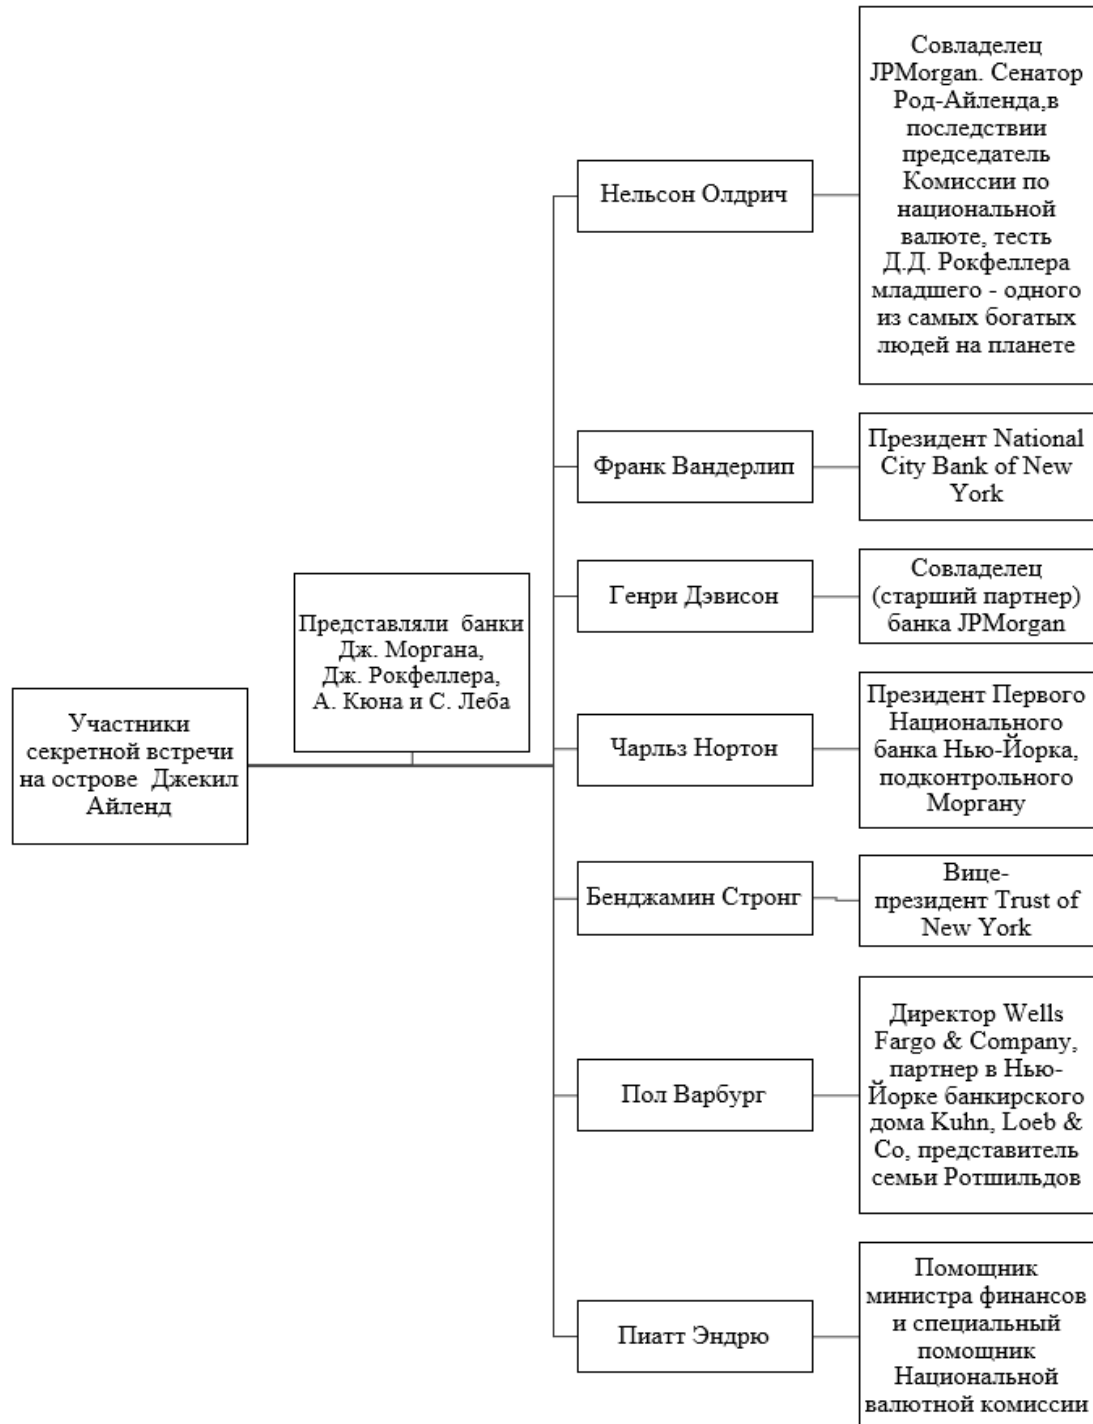 Участники
секретной встречи
на острове Джекил
Айленд
Представляли банки
Дж. Моргана,
Дж. Рокфеллера,
А. Кюна и С. Леба
Нельсон Олдрич
Совладелец
JPMorgan. Сенатор
Род-Айленда,в
последствии
председатель
Комиссии по
национальной
валюте, тесть
Д.Д. Рокфеллера
младшего - одного
из самых богатых
людей на планете
Франк Вандерлип
Президент National
City Bank of New
York
Генри Дэвисон
Совладелец
(старший партнер)
банка JPMorgan
Чарльз Нортон
Президент Первого
Национального
банка Нью-Йорка,
подконтрольного
Моргану
Бенджамин Стронг
Вице-
президент Trust of
New York
Пол Варбург
Директор Wells
Fargo & Company,
партнер в Нью-
Йорке банкирского
дома Kuhn, Loeb &
Co, представитель
семьи Ротшильдов
Пиатт Эндрю
Помощник
министра финансов
и специальный
помощник
Национальной
валютной комиссии